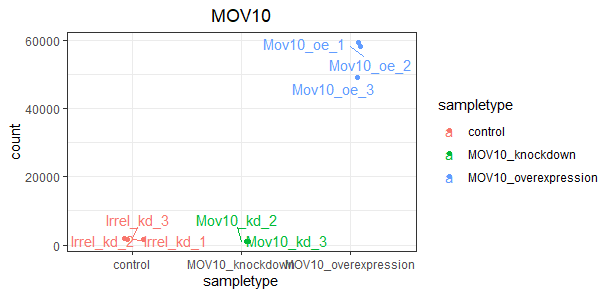 MOV10
60000
40000
20000
0
count
Mov10_oe_1
Mov10_oe_2
Mov10_oe_3
Irrel_kd_3
Irrel_kd_2
Irrel_kd_1
Mov10_kd_2
Mov10_kd_3
control
MOV10_knockdown
MOV10_overexpression
sampletype
sampletype
a control
a MOV10_knockdown
a MOV10_overexpression